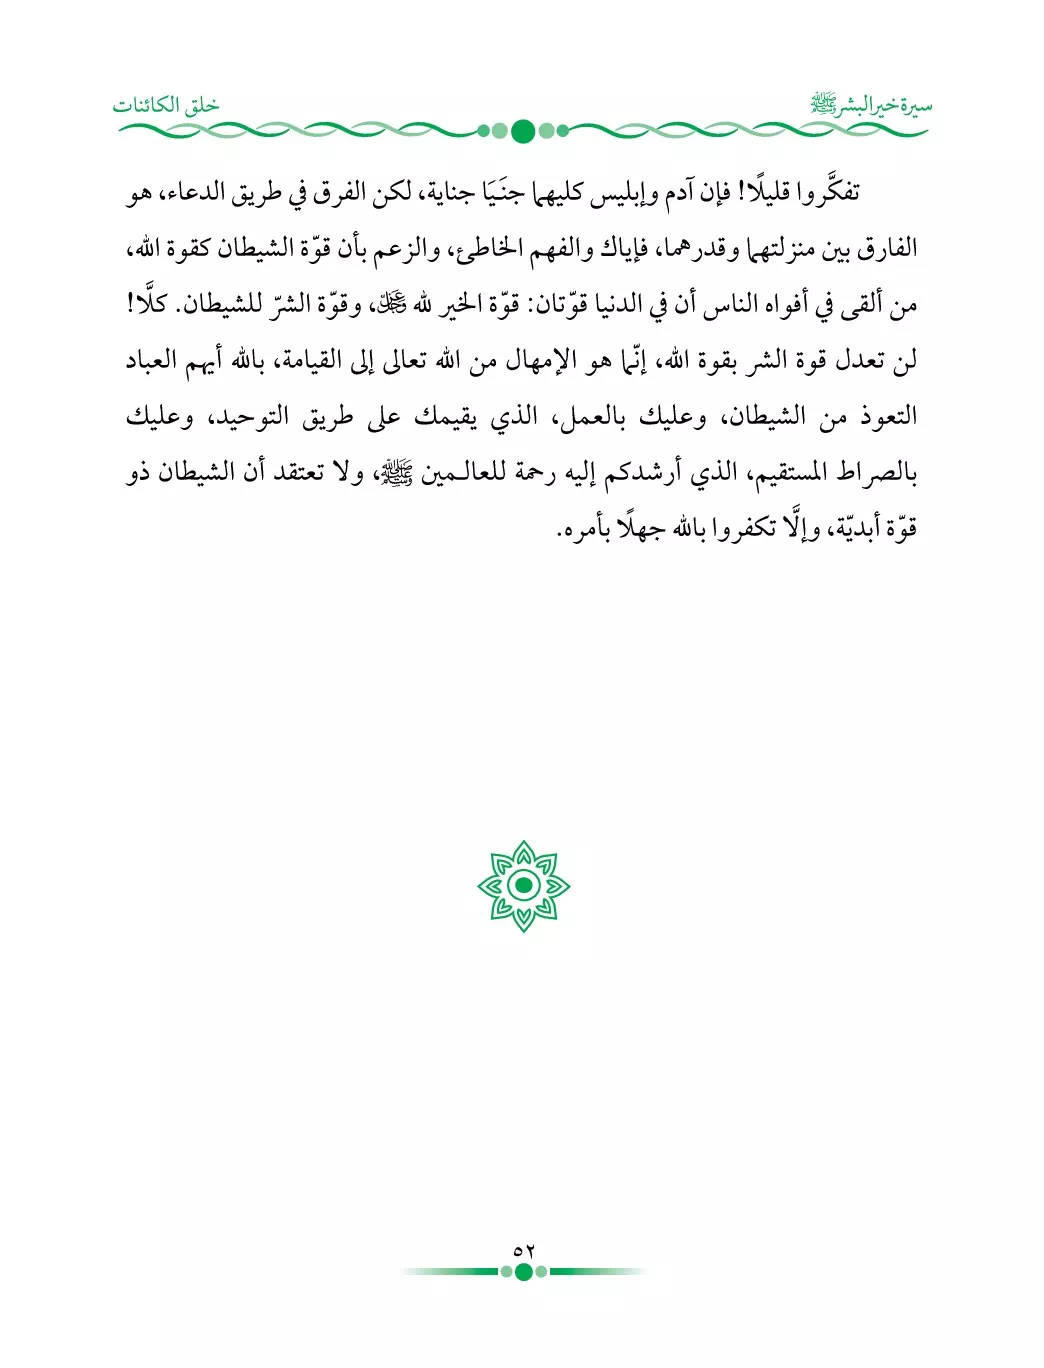 سيرة خير البشر ﷺ
خلق الكائنات
تفكَّروا قليلًا! فإن آدم وإبليس كليهما جنَـيَا جناية، لكن الفرق في طريق الدعاء، هو
الفارق بين منزلتهما وقدرهما، فإياك والفهم الخاطئ، والزعم بأن قوّة الشيطان كقوة الله،
من ألقى في أفواه الناس أن في الدنيا قوّتان: قوّة الخير لله ﷻ، وقوّة الشرّ للشيطان. كلَّا!
لن تعدل قوة الشر بقوة الله، إنّما هو الإمهال من الله تعالى إلى القيامة، بالله أيهم العباد
التعوذ من الشيطان، وعليك بالعمل، الذي يقيمك على طريق التوحيد، وعليك
بالصراط المستقيم، الذي أرشدكم إليه رحمة للعالـمين ﷺ، ولا تعتقد أن الشيطان ذو
قوّة أبديّة، وإلَّا تكفروا بالله جهلًا بأمره.
٥٢